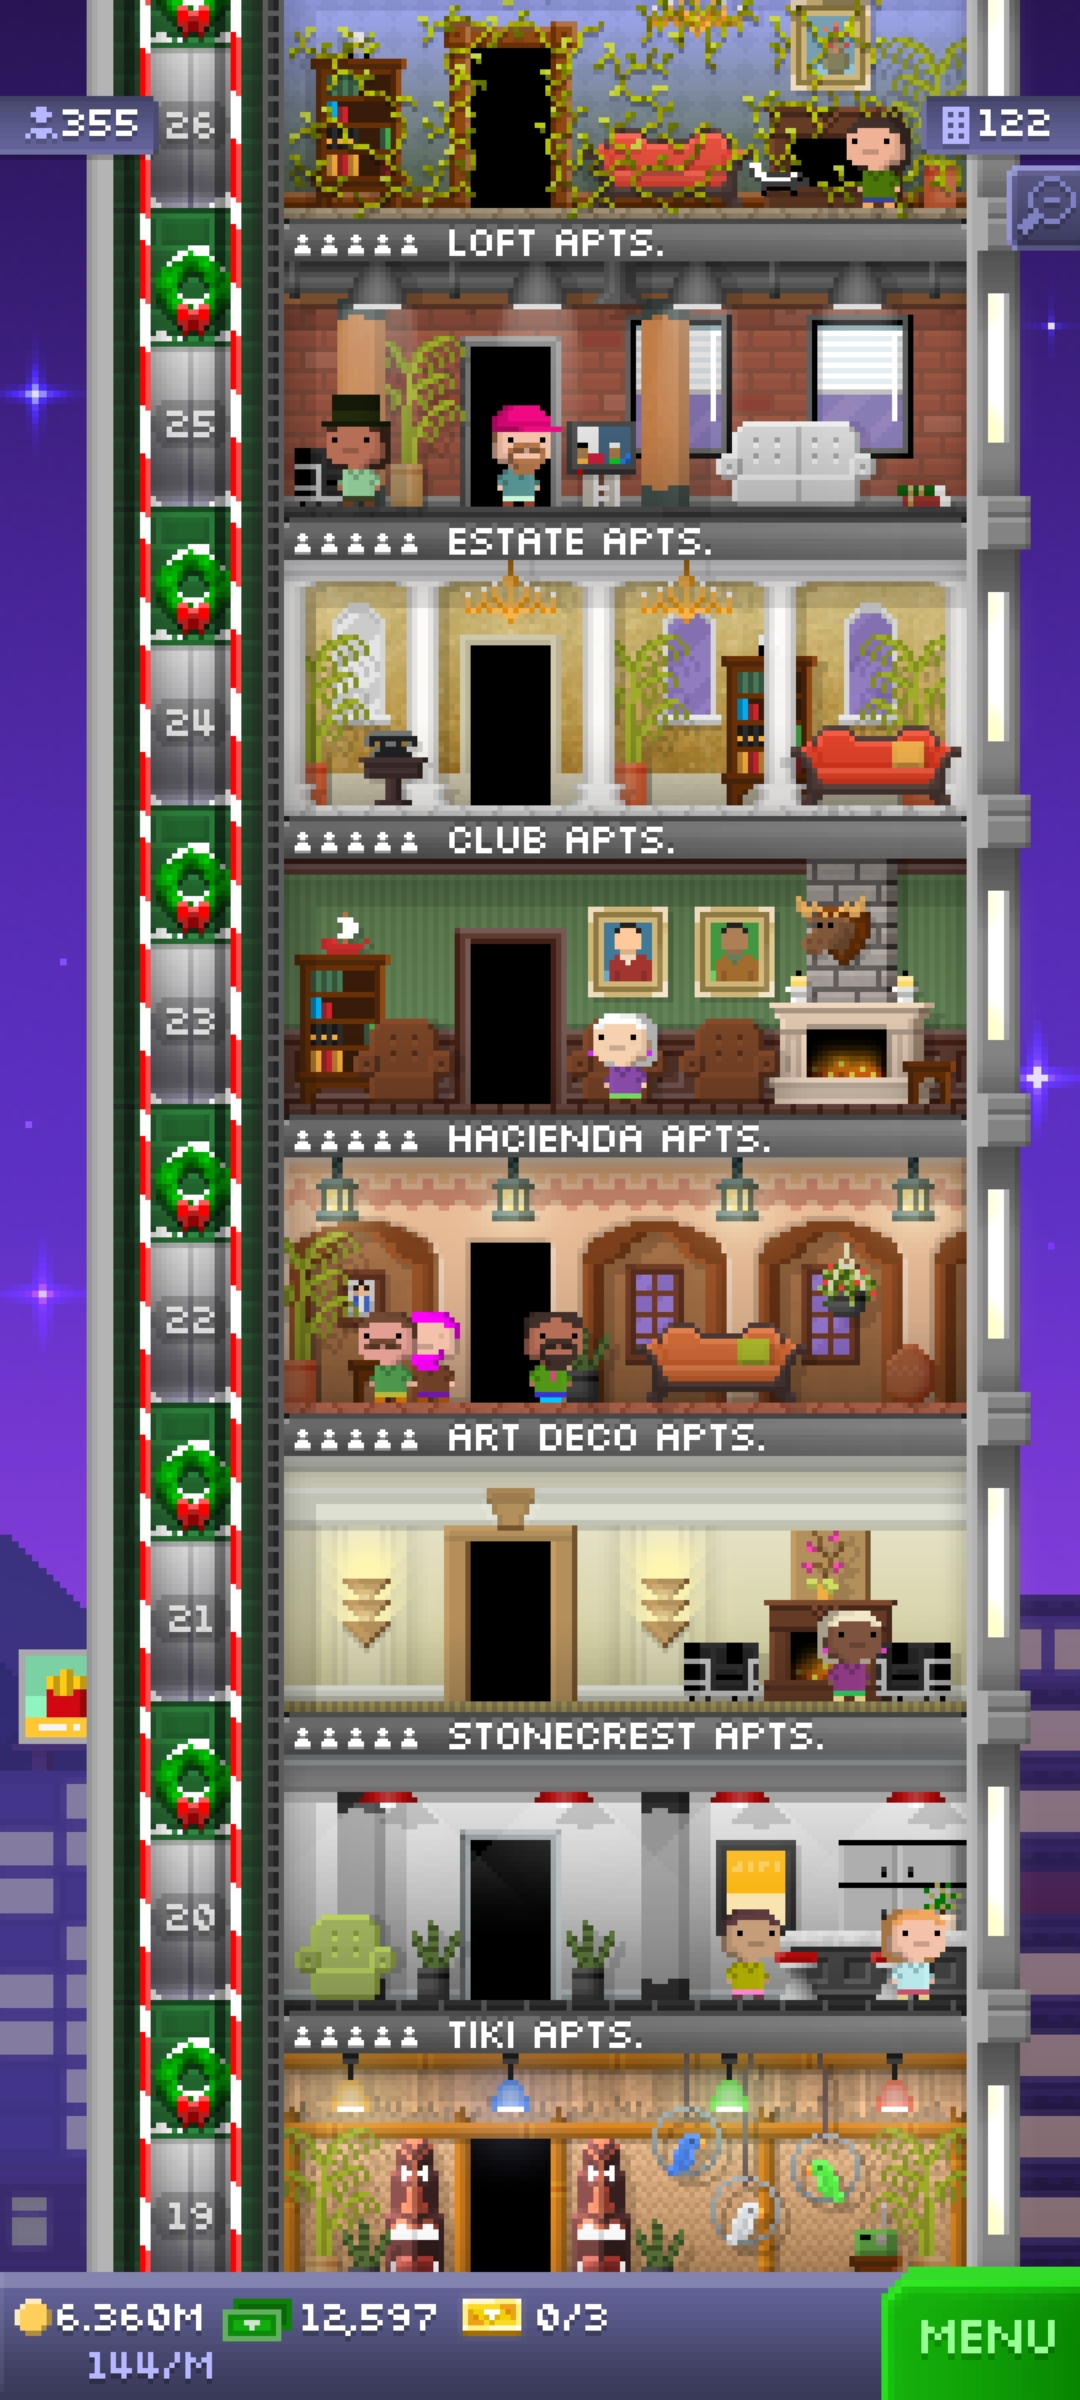 355
26
122
LOFT APTS.
25
ESTATE APTS.
24
CLUB APTS.
23
HACIENDA APTS.
22
ART DECO APTS.
21
STONECREST APTS.
20
TIKI APTS.
19
6.360M 12,597 0/3
144/M
MENU